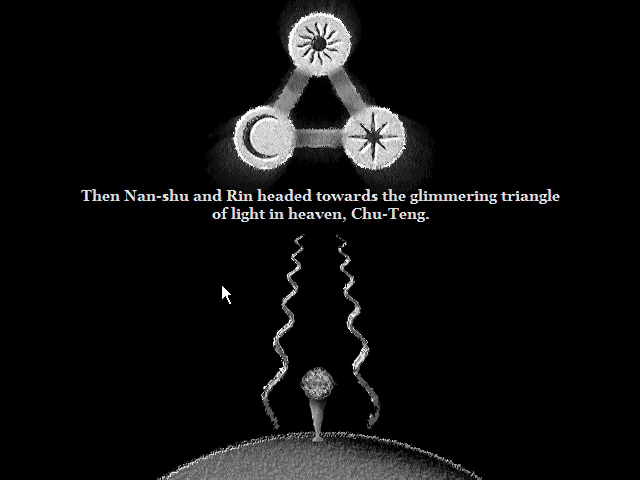 Then Nan-shu and Rin headed towards the glimmering triangle
of light in heaven, Chu-Teng.